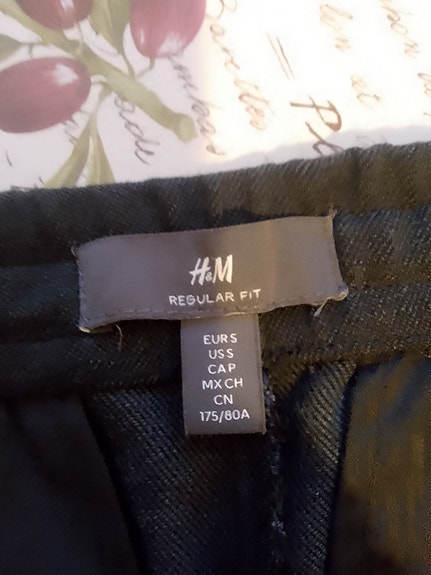 H&M
REGULAR FIT
EUR S
US S
CA P
MX CH
CN
175/80A